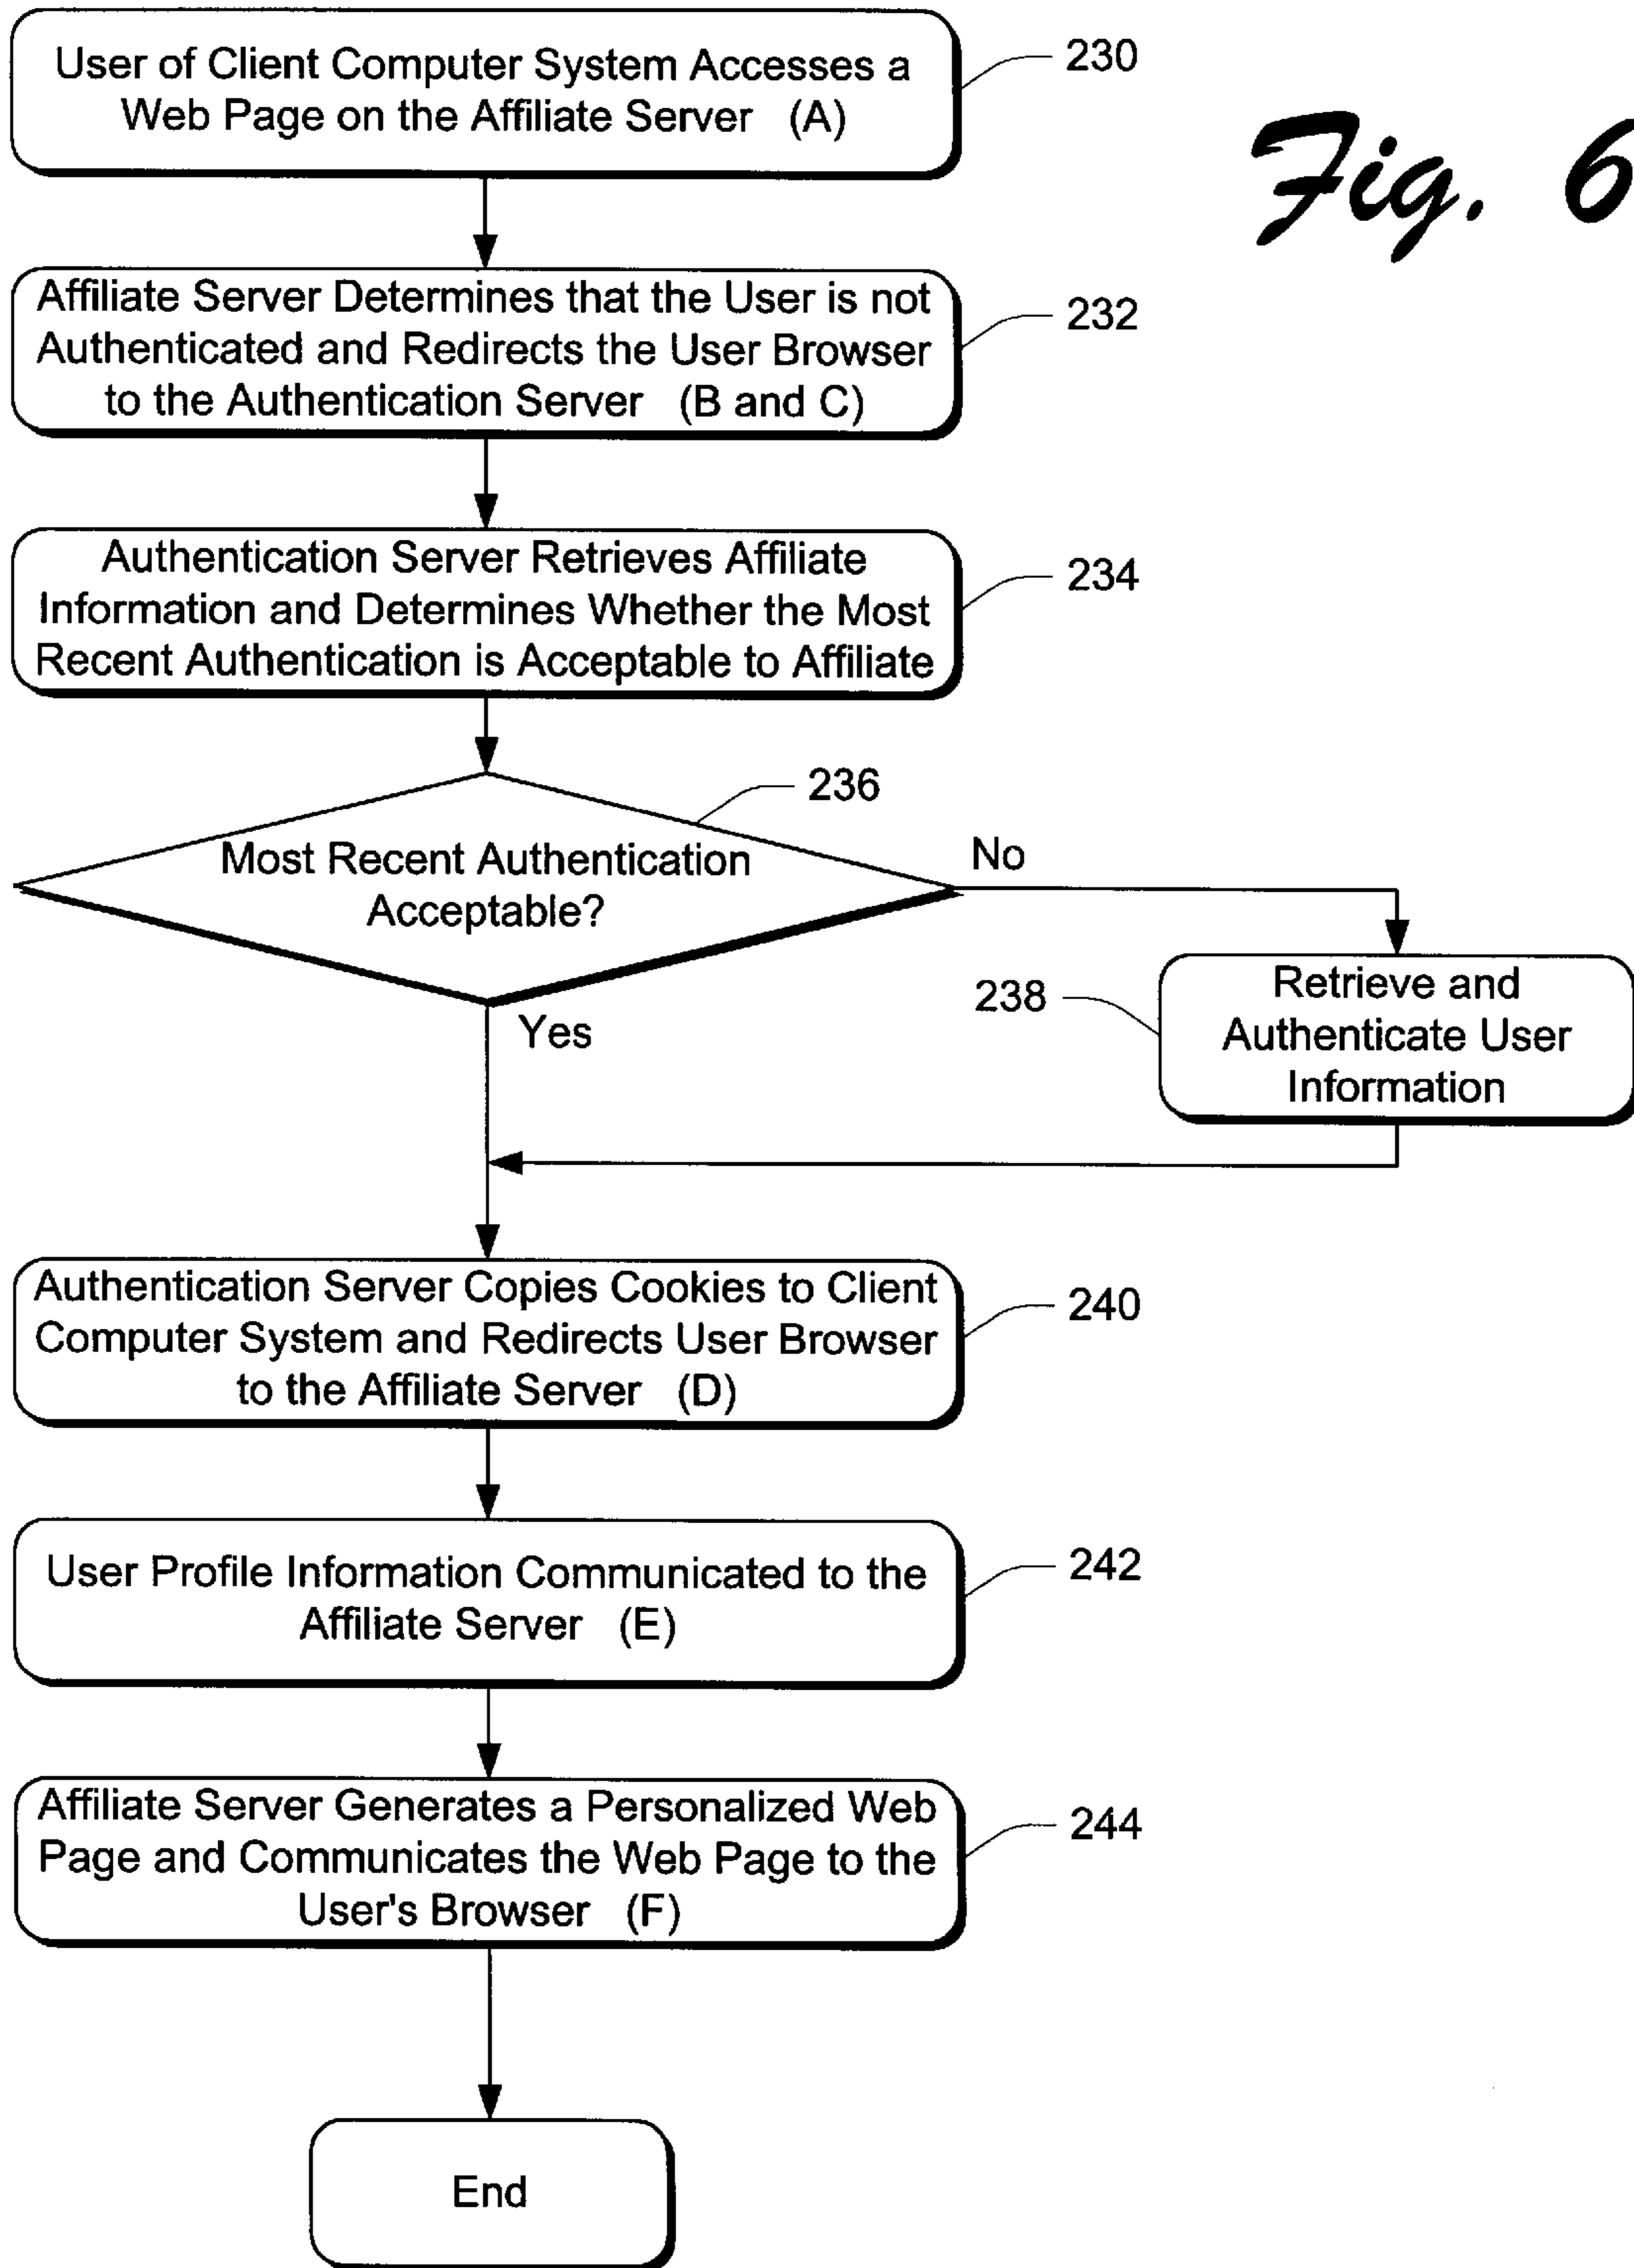 User of Client Computer System Accesses a
Web Page on the Affiliate Server (A)
230
Fig. 6
Affiliate Server Determines that the User is not
Authenticated and Redirects the User Browser
to the Authentication Server (B and C)
232
Authentication Server Retrieves Affiliate
Information and Determines Whether the Most
Recent Authentication is Acceptable to Affiliate
234
236
Most Recent Authentication
Acceptable?
No
Yes
238
Retrieve and
Authenticate User
Information
Authentication Server Copies Cookies to Client
Computer System and Redirects User Browser
to the Affiliate Server (D)
240
User Profile Information Communicated to the
Affiliate Server (E)
242
Affiliate Server Generates a Personalized Web
Page and Communicates the Web Page to the
User's Browser (F)
244
End